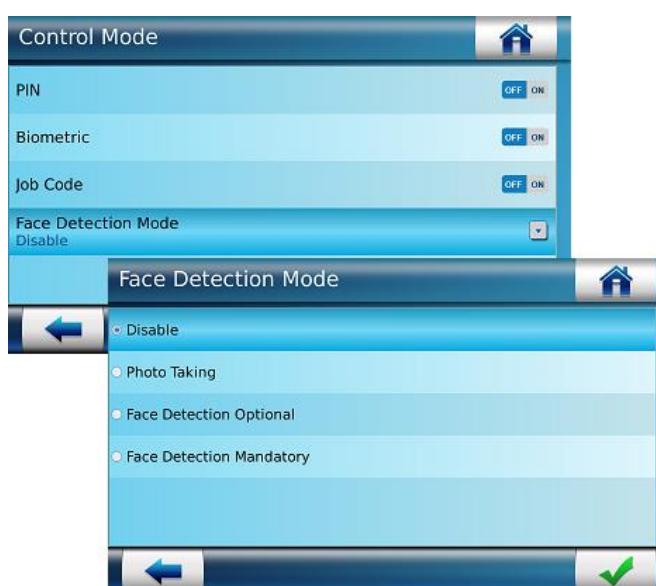 Control Mode
PIN
OFF ON
Biometric
OFF ON
Job Code
OFF ON
Face Detection Mode
Disable
Face Detection Mode
Disable
Photo Taking
Face Detection Optional
Face Detection Mandatory